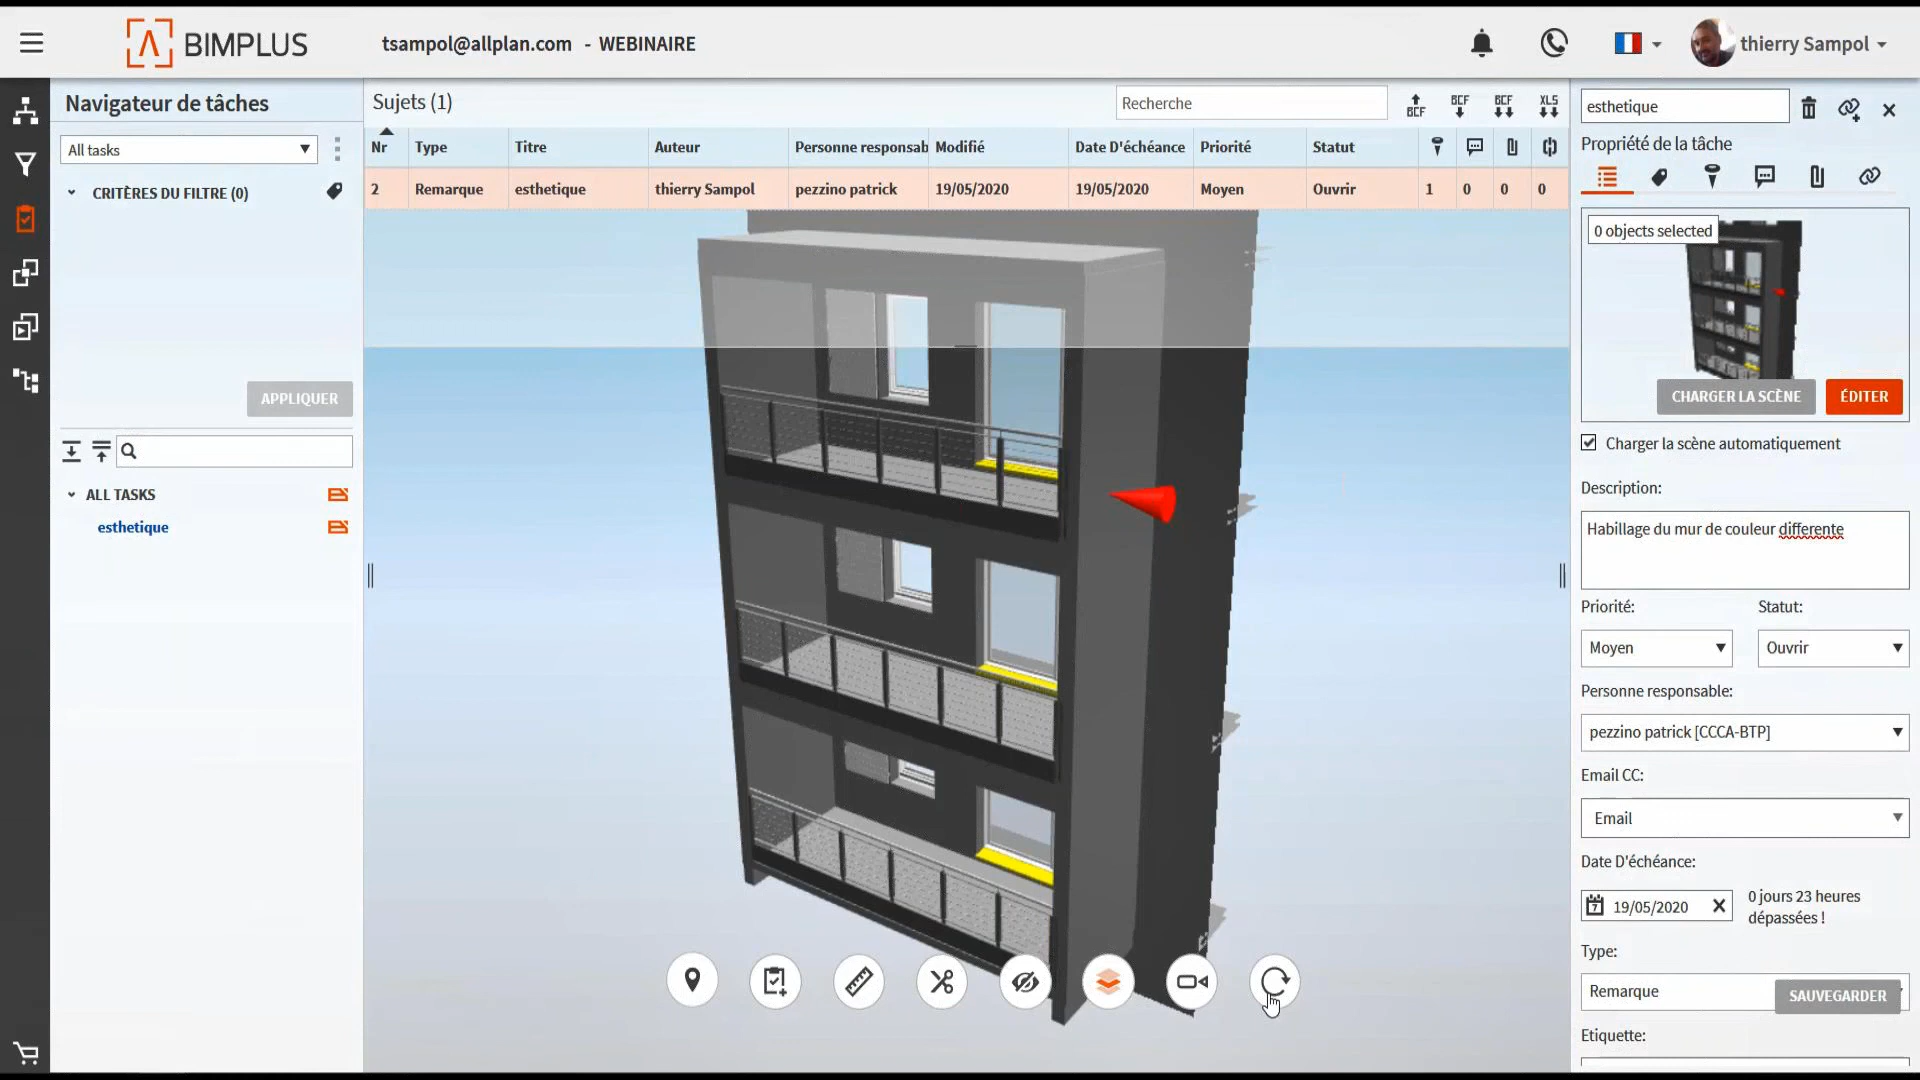 BIMPLUS
tsampol@allplan.com - WEBINAIRE
thierry Sampol
Navigateur de tâches
All tasks
CRITÈRES DU FILTRE (0)
APPLIQUER
ALL TASKS
esthetique
Sujets (1)
Recherche
BCF
BCF
BCF
XLS
Nr Type Titre Auteur Personne responsab Modifié Date D'échéance Priorité Statut
2 Remarque esthetique thierry Sampol pezzino patrick 19/05/2020 19/05/2020 Moyen Ouvrir 1 0 0 0
esthetique
Propriété de la tâche
0 objects selected
CHARGER LA SCÈNE
ÉDITER
Charger la scène automatiquement
Description:
Habillage du mur de couleur differente
Priorité: Statut:
Moyen Ouvrir
Personne responsable:
pezzino patrick [CCCA-BTP]
Email CC:
Email
Date D'échéance:
7 19/05/2020
0 jours 23 heures
dépassées !
Type:
Remarque
SAUVEGARDER
Etiquette: